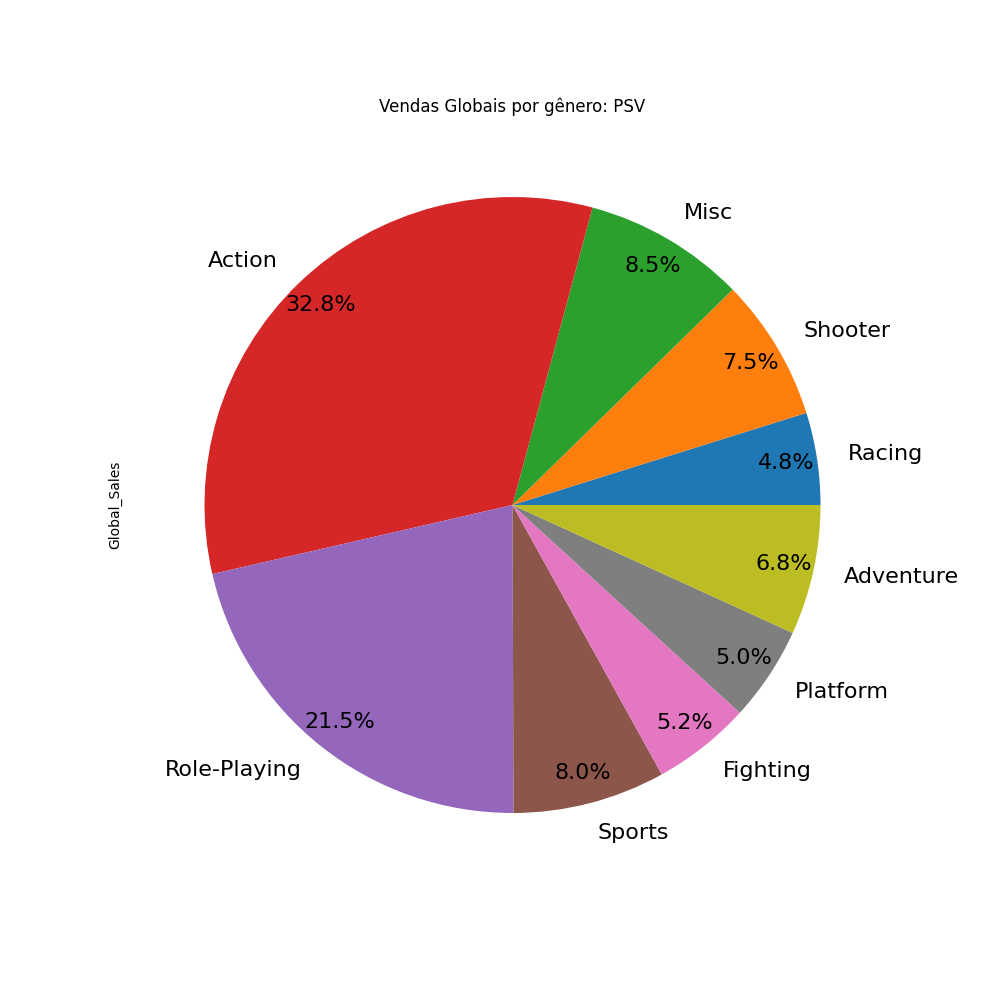 Vendas Globais por gênero: PSV
Misc
8.5%
Action
32.8%
Shooter
7.5%
Racing
4.8%
Global_Sales
6.8%
Adventure
5.0%
Platform
21.5%
Role-Playing
5.2%
Fighting
8.0%
Sports